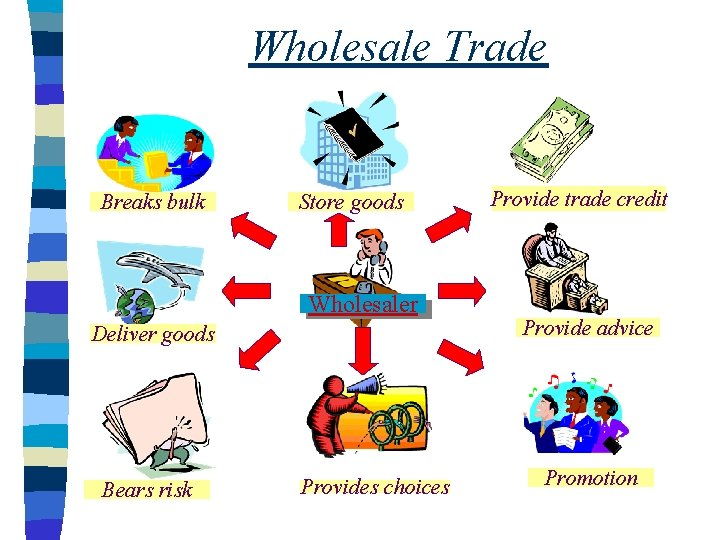 Wholesale Trade
Breaks bulk
Store goods
Provide trade credit
Wholesaler
Deliver goods
Provide advice
Bears risk
Provides choices
Promotion